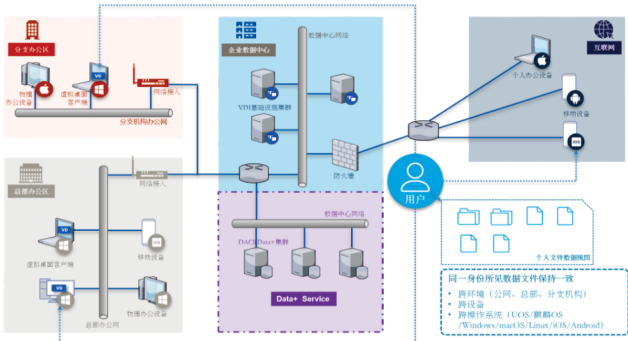 分支办公区
物理
办公设备
虚拟桌面
客户端
网络接入
分支机构办公网
总部办公区
网络接入
虚拟桌面客户端
移动设备
物理
办公设备
总部办公网
企业数据中心
数据中心网络
VDI基础设施集群
防火墙
数据中心网络
DACS Data+集群
Data+ Service
互联网
个人办公设备
移动设备
用户
个人文件数据视图
同一身份所见数据文件保持一致
• 跨环境（公网、总部、分支机构）
• 跨设备
• 跨操作系统（UOS/麒麟OS
/Windows/macOS/Linux/iOS/Android）